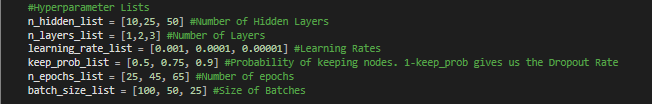 #Hyperparameter Lists
n_hidden_list = [10,25, 50] #Number of Hidden Layers
n_layers_list = [1,2,3] #Number of Layers
learning_rate_list = [0.001, 0.0001, 0.00001] #Learning Rates
keep_prob_list = [0.5, 0.75, 0.9] #Probability of keeping nodes. 1-keep_prob gives us the Dropout Rate
n_epochs_list = [25, 45, 65] #Number of epochs
batch_size_list = [100, 50, 25] #Size of Batches